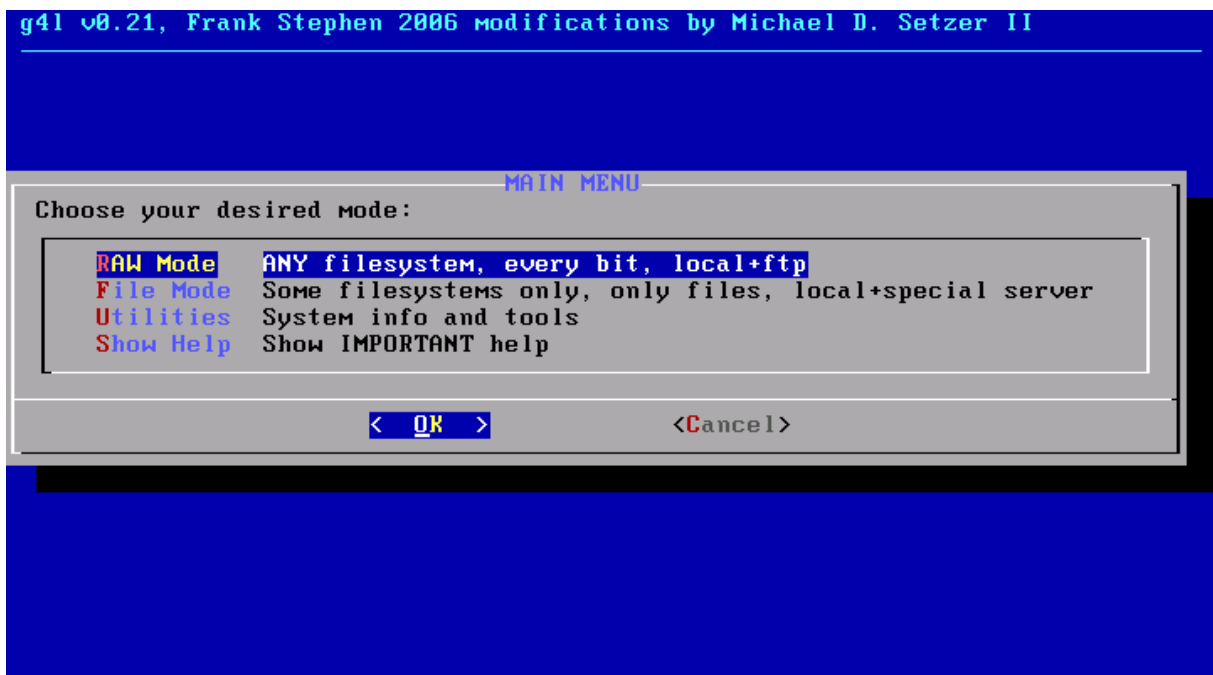 g4l v0.21, Frank Stephen 2006 modifications by Michael D. Setzer II
MAIN MENU
Choose your desired mode:
RAW Mode ANY filesystem, every bit, local+ftp
File Mode Some filesystems only, only files, local+special server
Utilities System info and tools
Show Help Show IMPORTANT help
< OK > <Cancel>